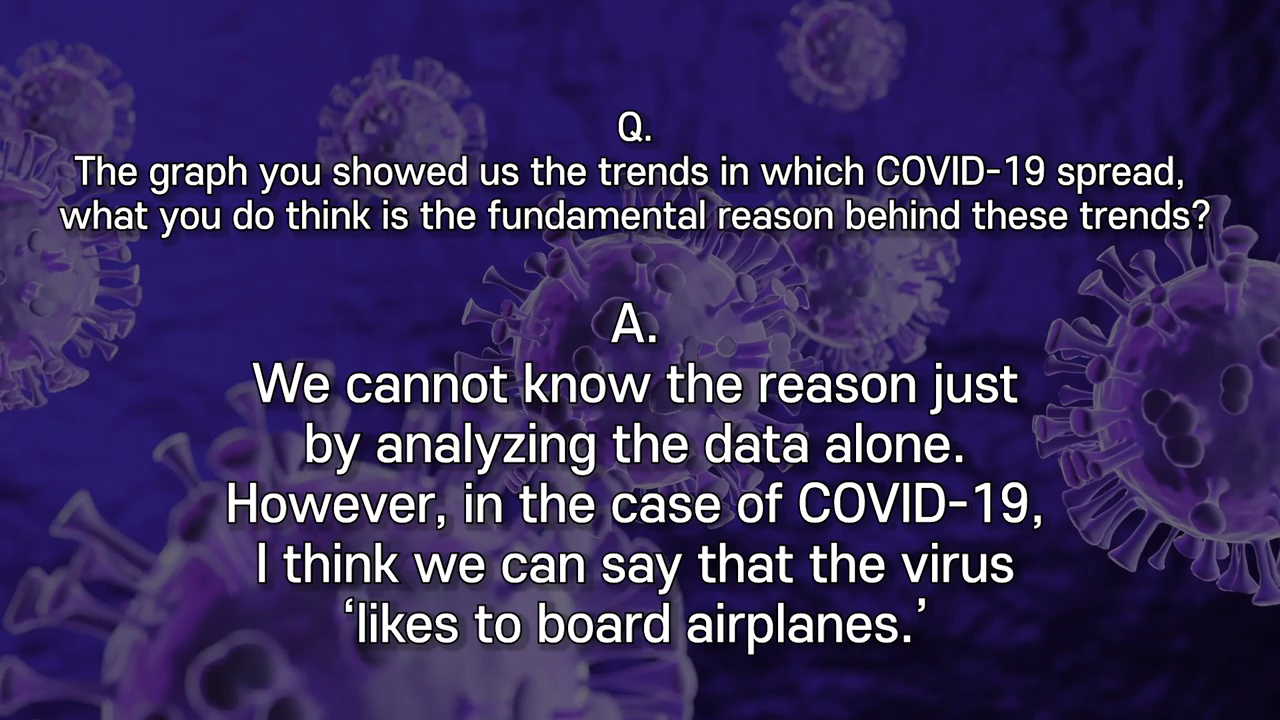 Q.
The graph you showed us the trends in which COVID-19 spread,
what you do think is the fundamental reason behind these trends?
A.
We cannot know the reason just
by analyzing the data alone.
However, in the case of COVID-19,
I think we can say that the virus
‘likes to board airplanes.’